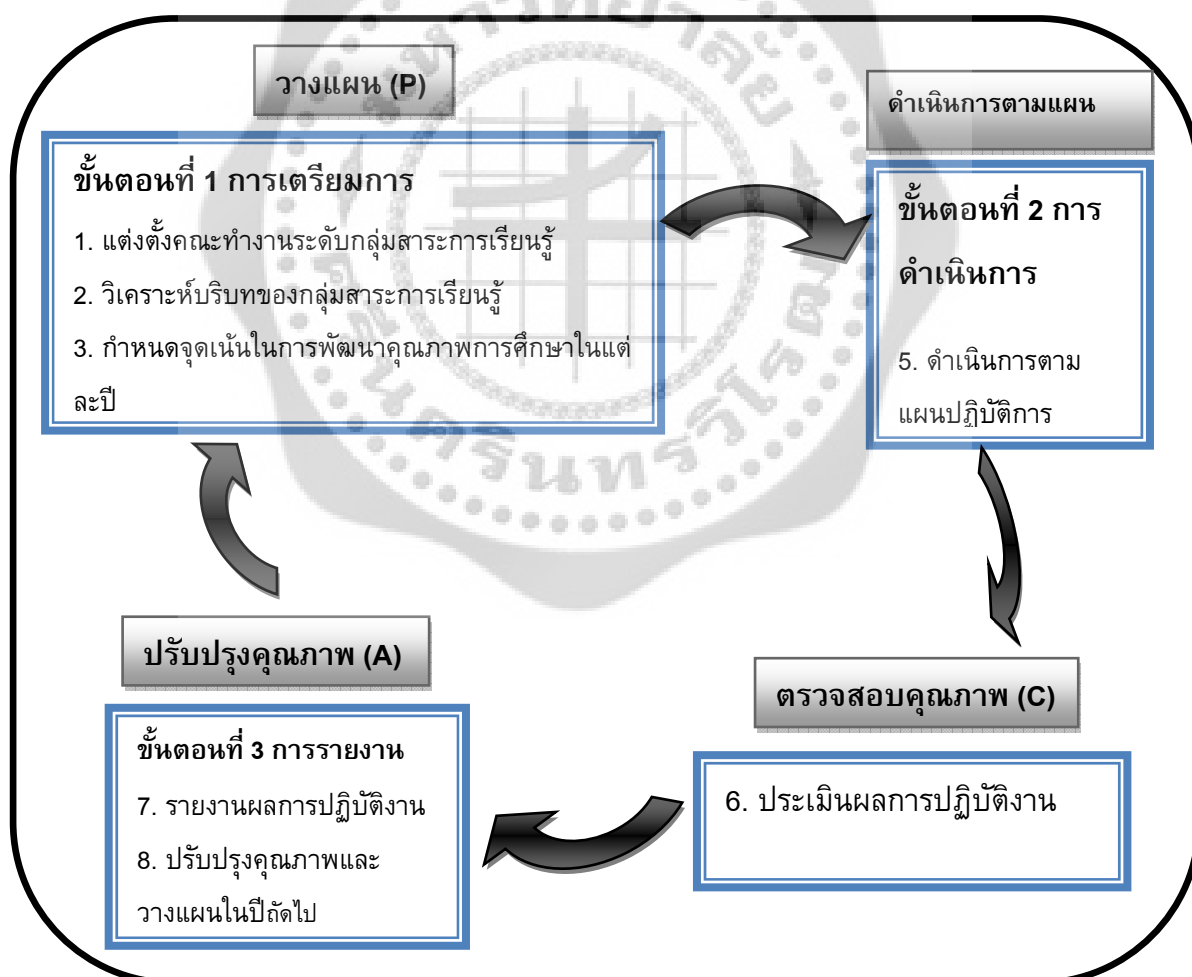 วางแผน (P)
ขั้นตอนที่ 1 การเตรียมการ
1. แต่งตั้งคณะทำงานระดับกลุ่มสาระการเรียนรู้
2. วิเคราะห์บริบทของกลุ่มสาระการเรียนรู้
3. กำหนดจุดเน้นในการพัฒนาคุณภาพการศึกษาในแต่
ละปี
ดำเนินการตามแผน
ขั้นตอนที่ 2 การ
ดำเนินการ
5. ดำเนินการตาม
แผนปฏิบัติการ
ตรวจสอบคุณภาพ (C)
6. ประเมินผลการปฏิบัติงาน
ปรับปรุงคุณภาพ (A)
ขั้นตอนที่ 3 การรายงาน
7. รายงานผลการปฏิบัติงาน
8. ปรับปรุงคุณภาพและ
วางแผนในปีถัดไป